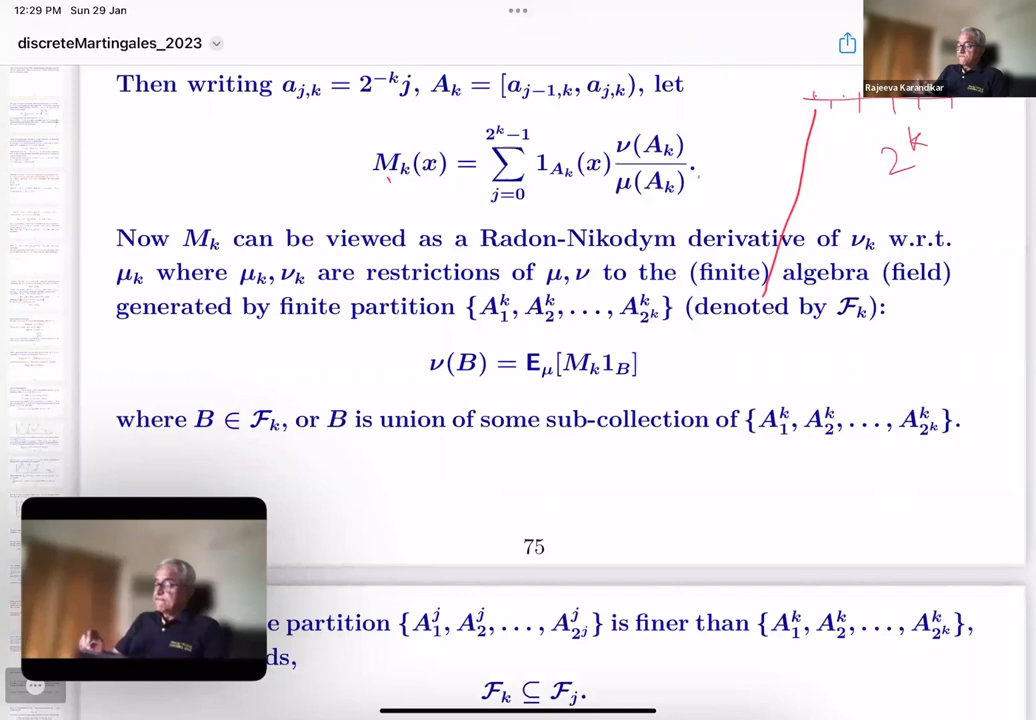 12:29 PM Sun 29 Jan
discreteMartingales_2023
Rajeeva Karandikar
Then writing a_{j,k} = 2^{-k}j, A_k = [a_{j-1,k}, a_{j,k}), let
2^k
M_k(x) = \sum_{j=0}^{2^k-1} 1_{A_k}(x) \frac{ν(A_k)}{μ(A_k)}.
Now M_k can be viewed as a Radon-Nikodym derivative of ν_k w.r.t.
μ_k where μ_k, ν_k are restrictions of μ, ν to the (finite) algebra (field)
generated by finite partition {A_1^k, A_2^k, . . . , A_{2^k}^k} (denoted by F_k):
ν(B) = E_μ[M_k 1_B]
where B ∈ F_k, or B is union of some sub-collection of {A_1^k, A_2^k, . . . , A_{2^k}^k}.
75
e partition {A_1^j, A_2^j, . . . , A_{2^j}^j} is finer than {A_1^k, A_2^k, . . . , A_{2^k}^k},
ds,
F_k ⊆ F_j.